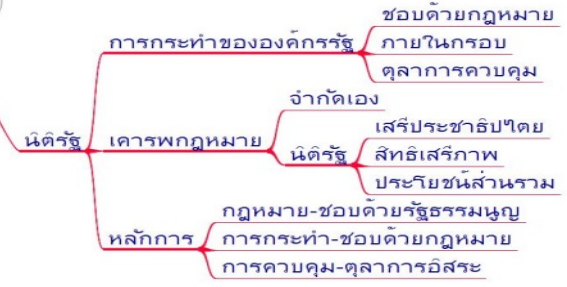 นิติรัฐ
การกระทำขององค์กรรัฐ
ชอบด้วยกฎหมาย
ภายในกรอบ
ตุลาการควบคุม
เคารพกฎหมาย
จำกัดเอง
นิติรัฐ
เสรีประชาธิปไตย
สิทธิเสรีภาพ
ประโยชน์ส่วนรวม
หลักการ
กฎหมาย-ชอบด้วยรัฐธรรมนูญ
การกระทำ-ชอบด้วยกฎหมาย
การควบคุม-ตุลาการอิสระ